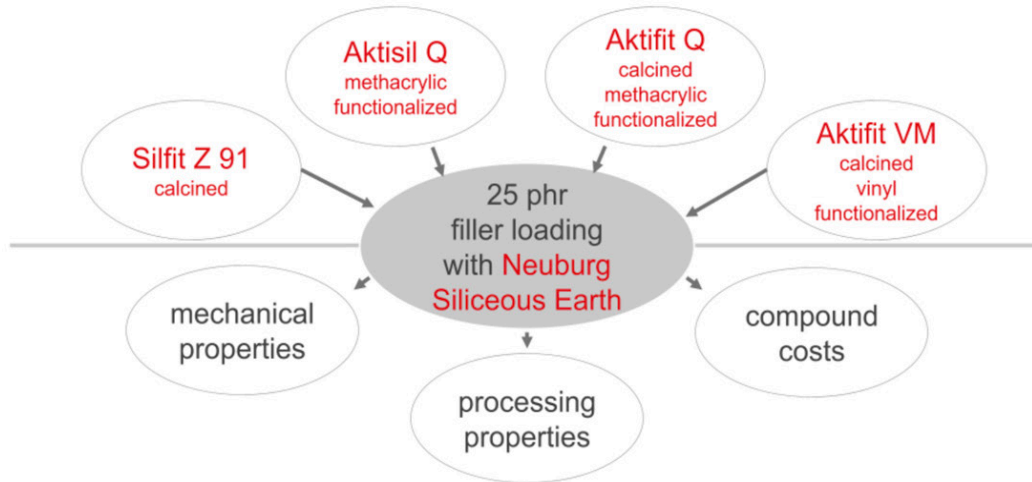 Aktisil Q
methacrylic
functionalized
Aktifit Q
calcined
methacrylic
functionalized
Silfit Z 91
calcined
Aktifit VM
calcined
vinyl
functionalized
25 phr
filler loading
with Neuburg
Siliceous Earth
mechanical
properties
processing
properties
compound
costs